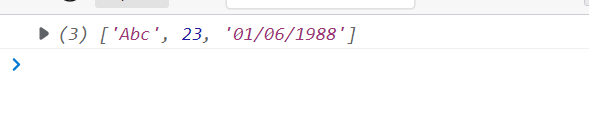 (3) ['Abc', 23, '01/06/1988']